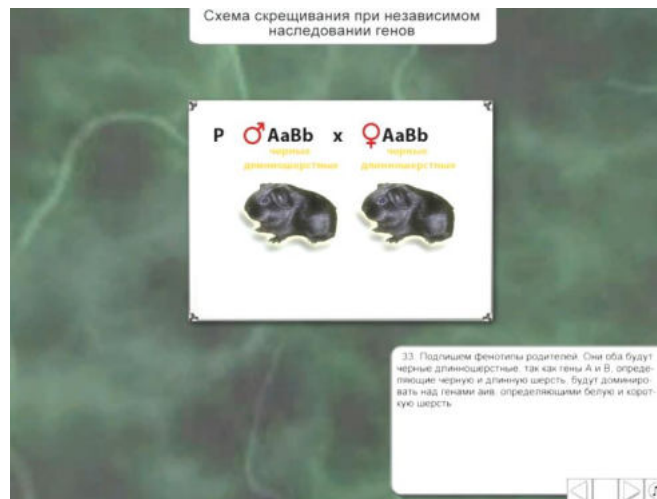 Схема скрещивания при независимом
наследовании генов
P ♂AaBb x ♀AaBb
черные черные
длинношерстные длинношерстные
33. Подпишем фенотипы родителей. Они оба будут
черные длинношерстные, так как гены А и В, опреде-
ляющие черную и длинную шерсть, будут доминиро-
вать над генами аив, определяющими белую и корот-
кую шерсть